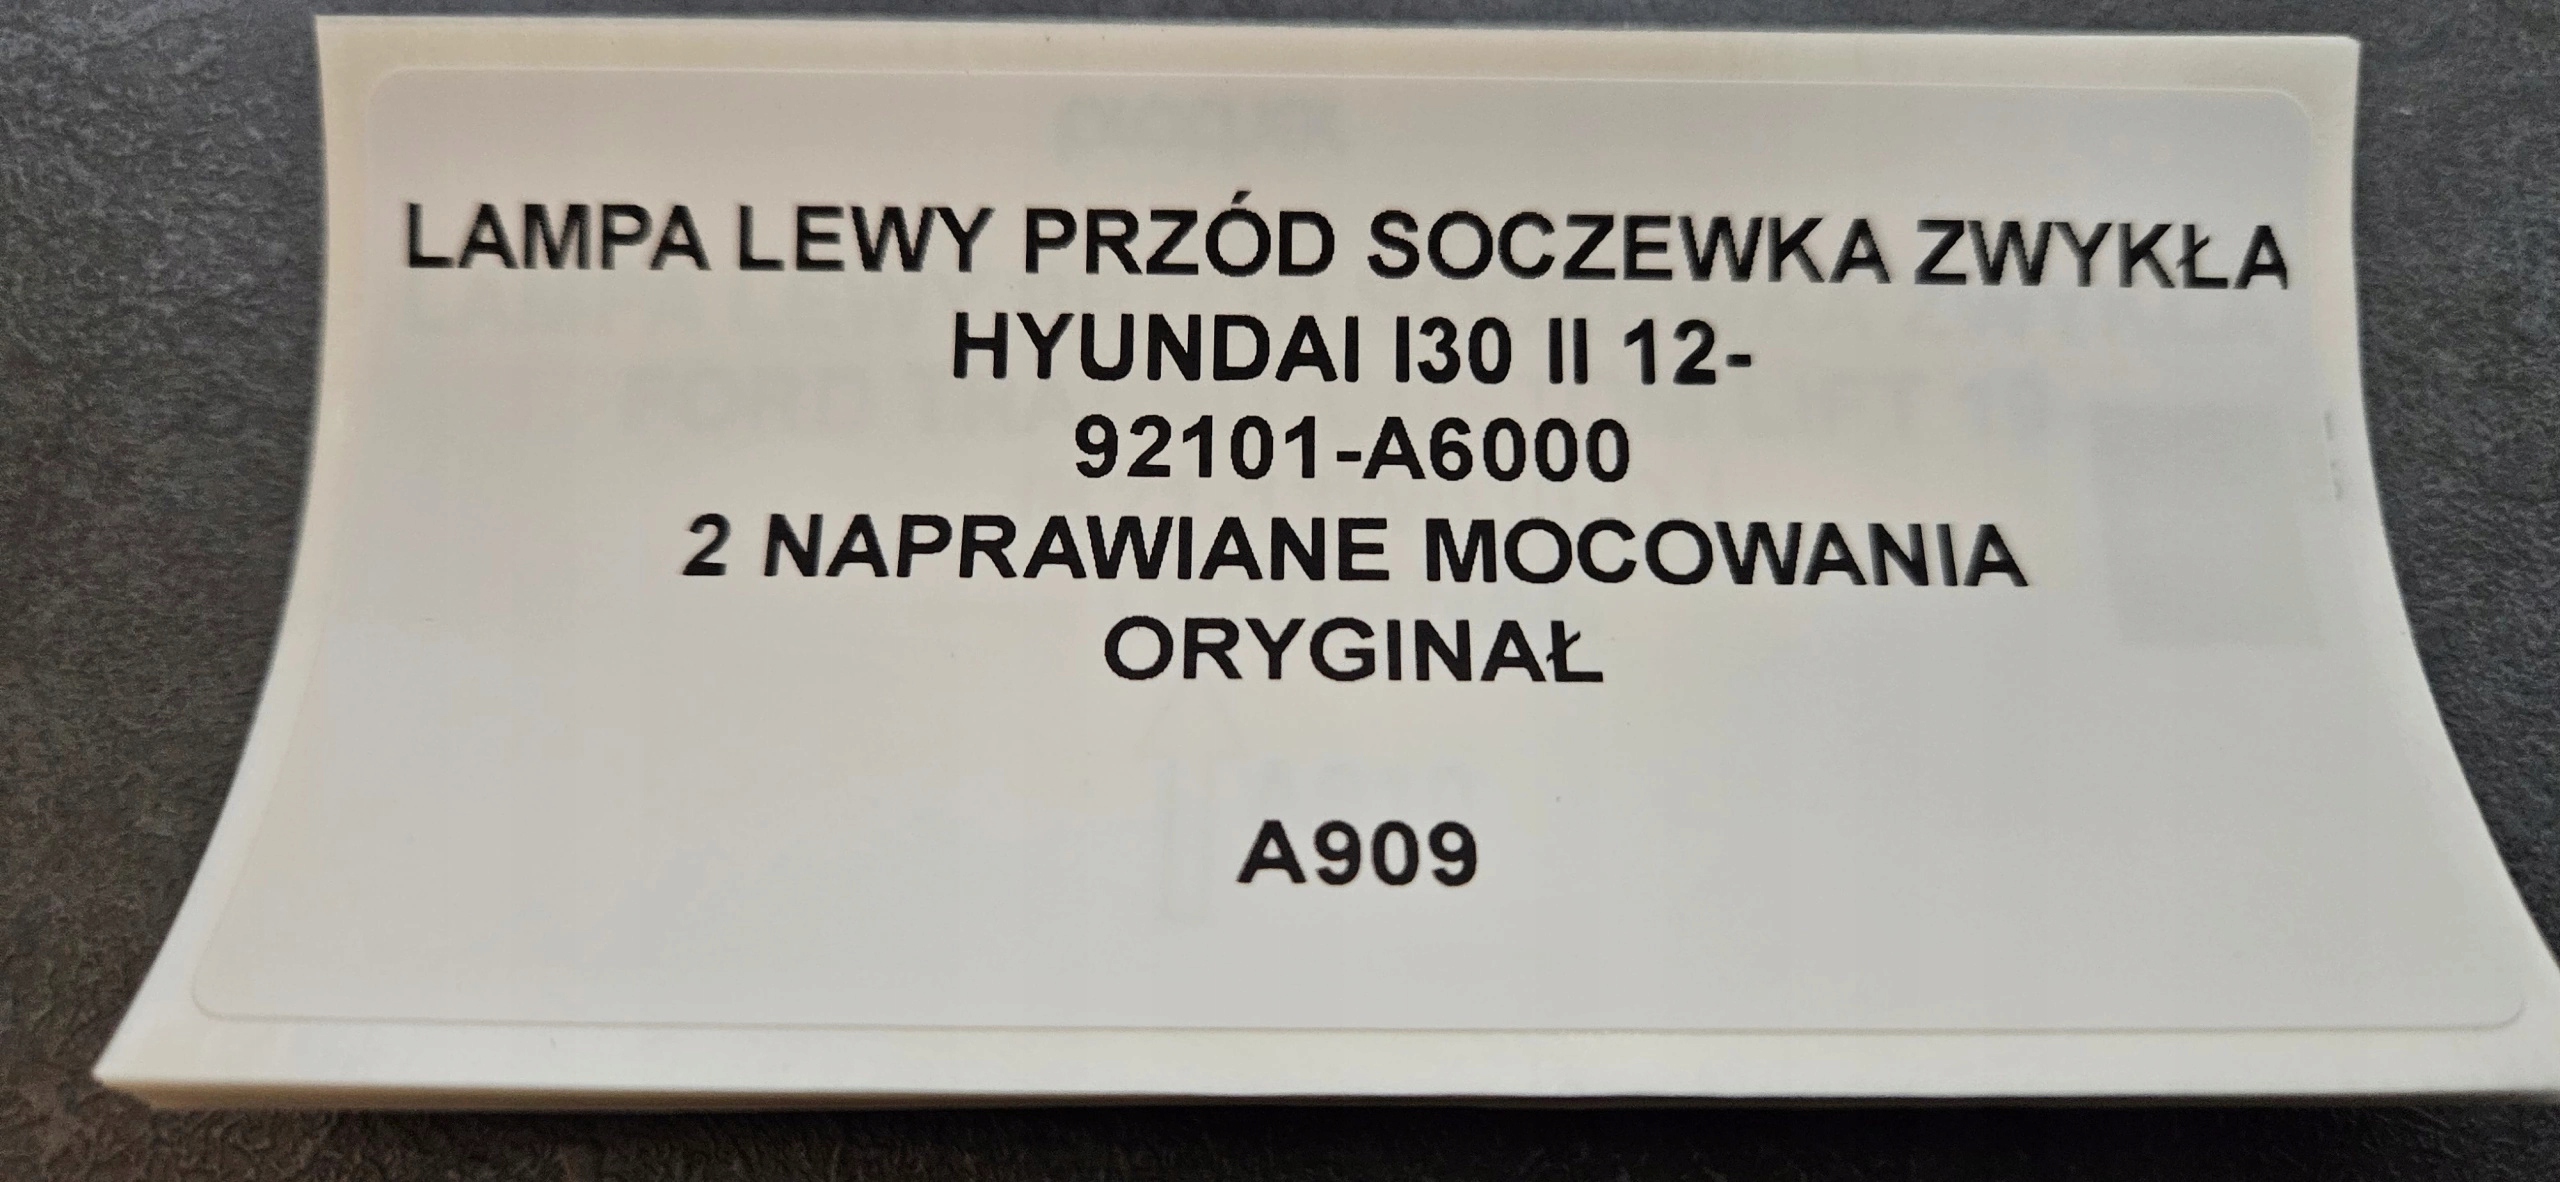 LAMPA LEWY PRZÓD SOCZEWKA ZWYKŁA
HYUNDAI I30 II 12-
92101-A6000
2 NAPRAWIANE MOCOWANIA
ORYGINAŁ
A909